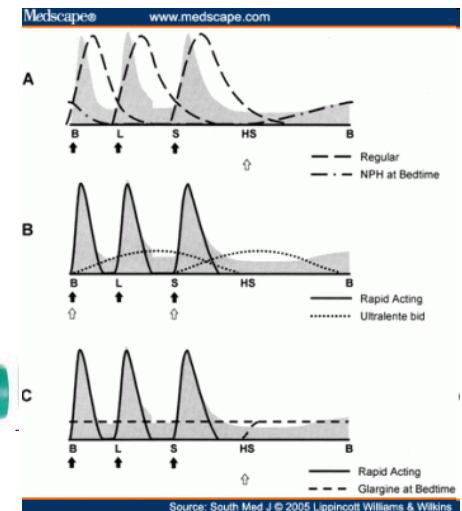 Medscape® www.medscape.com
A
B L S HS B
Regular
NPH at Bedtime
B
B L S HS B
Rapid Acting
Ultralente bid
C
B L S HS B
Rapid Acting
Glargine at Bedtime
Source: South Med J © 2005 Lippincott Williams & Wilkins